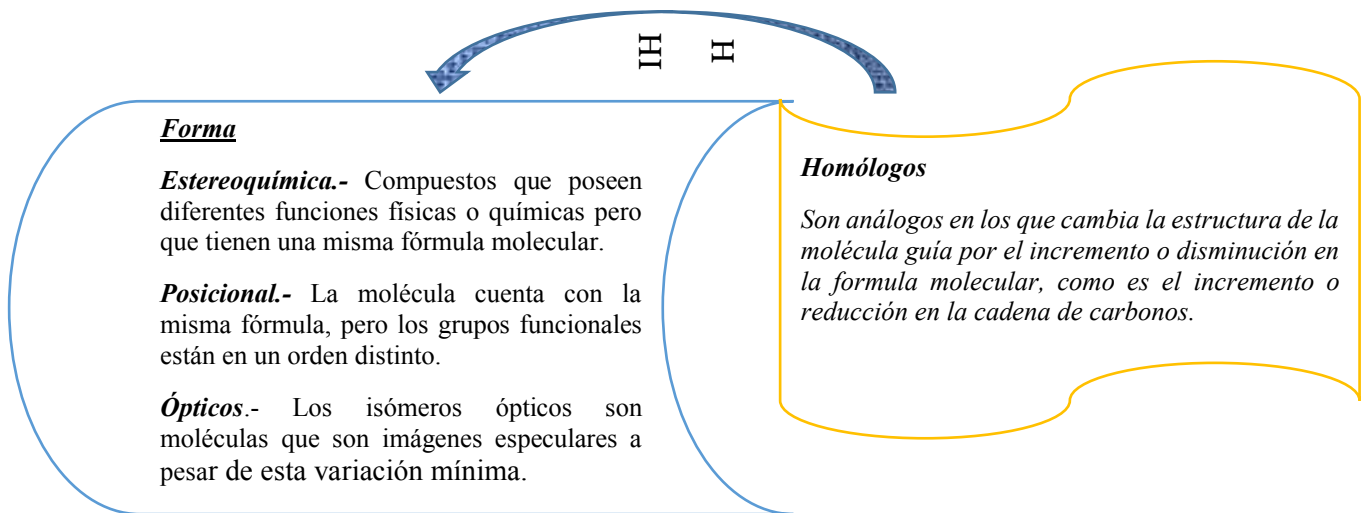 III
H
Forma
Estereoquímica.- Compuestos que poseen
diferentes funciones físicas o químicas pero
que tienen una misma fórmula molecular.
Posicional.- La molécula cuenta con la
misma fórmula, pero los grupos funcionales
están en un orden distinto.
Ópticos.- Los isómeros ópticos son
moléculas que son imágenes especulares a
pesar de esta variación mínima.
Homólogos
Son análogos en los que cambia la estructura de la
molécula guía por el incremento o disminución en
la formula molecular, como es el incremento o
reducción en la cadena de carbonos.